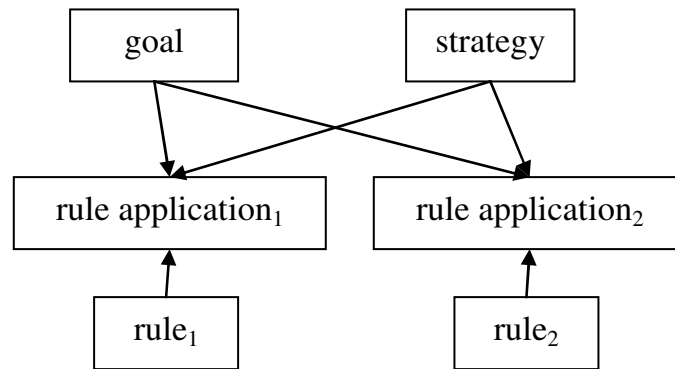 goal
strategy
rule application₁
rule application₂
rule₁
rule₂